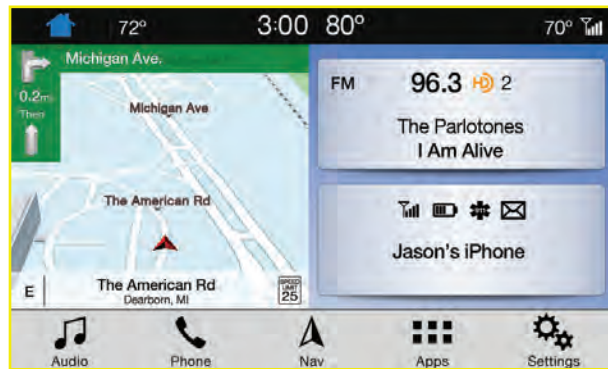 72° 3:00 80° 70°
Michigan Ave.
0.2mi
Then
Michigan Ave
The American Rd
E
The American Rd
Dearborn, MI
SPEED
LIMIT
25
FM 96.3 HD 2
The Parlotones
I Am Alive
Jason's iPhone
Audio Phone Nav Apps Settings